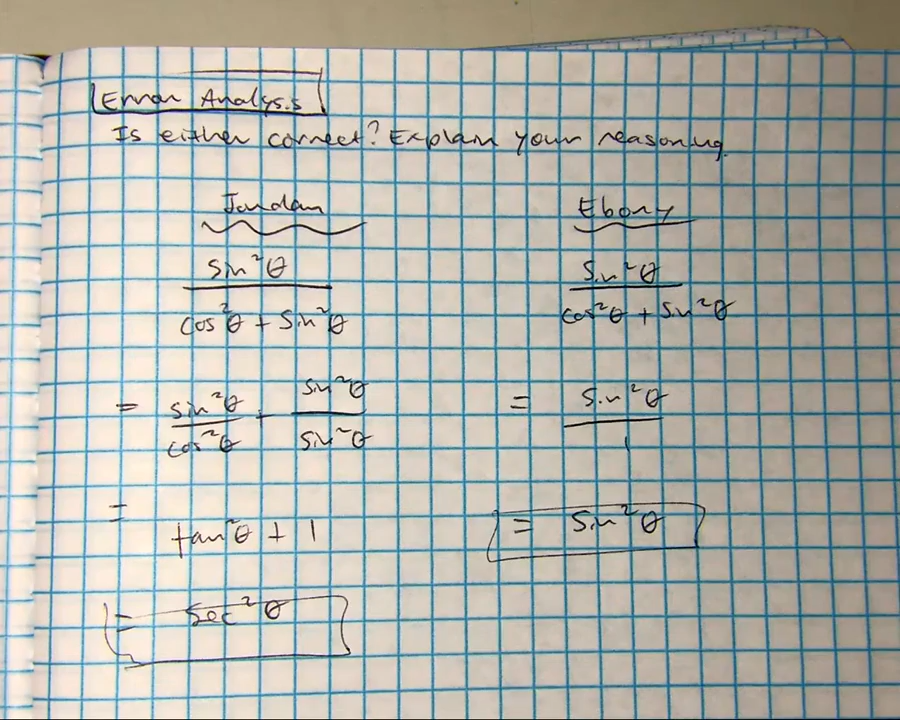 Error Analysis
Is either correct? Explain your reasoning.
Jordan
sin²θ
cos²θ + sin²θ
= sin²θ + sin²θ
cos²θ sin²θ
=
tan²θ + 1
= sec²θ
Ebony
sin²θ
cos²θ + sin²θ
= sin²θ
1
= sin²θ